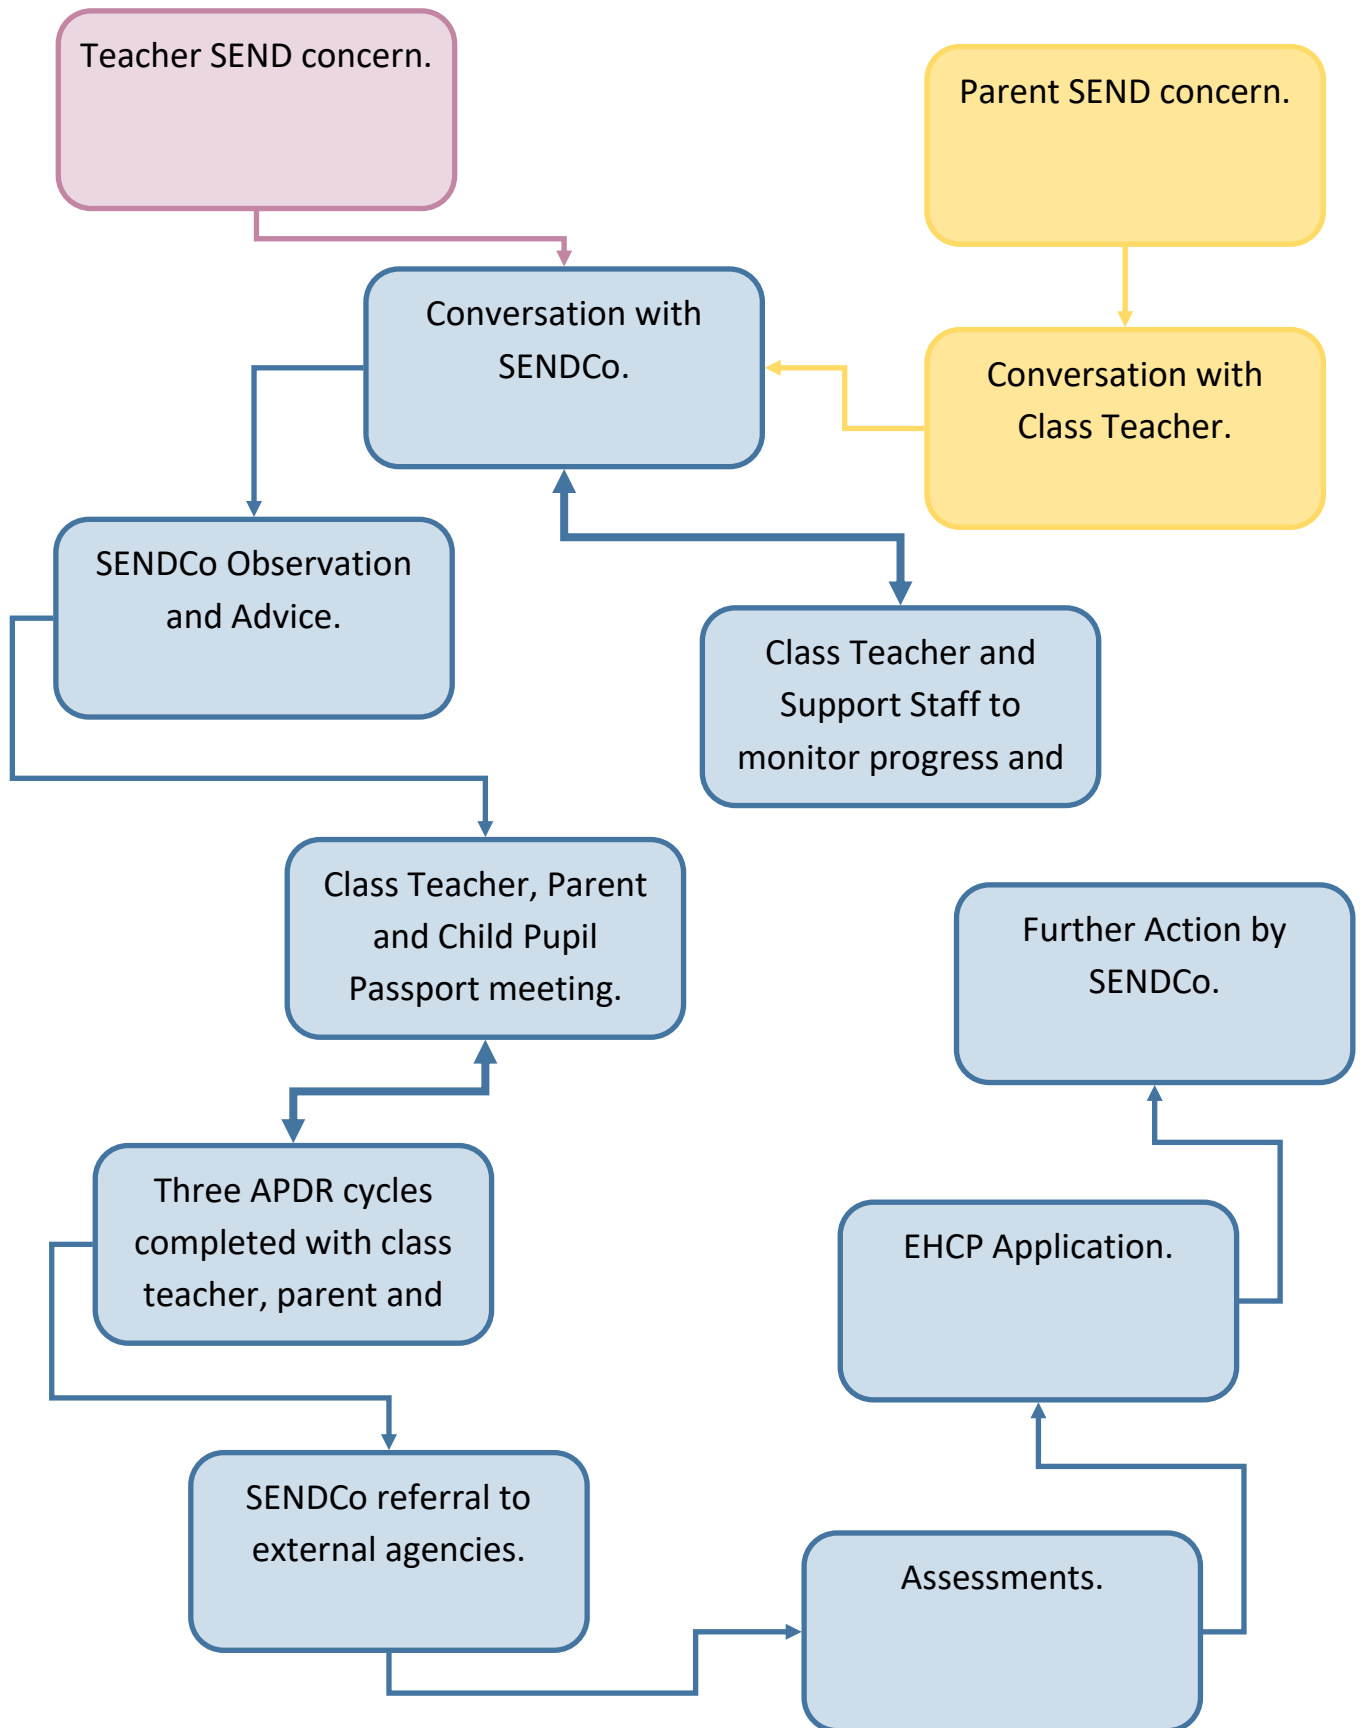 Teacher SEND concern.
Parent SEND concern.
Conversation with
SENDCo.
Conversation with
Class Teacher.
SENDCo Observation
and Advice.
Class Teacher and
Support Staff to
monitor progress and
Class Teacher, Parent
and Child Pupil
Passport meeting.
Further Action by
SENDCo.
Three APDR cycles
completed with class
teacher, parent and
EHCP Application.
SENDCo referral to
external agencies.
Assessments.